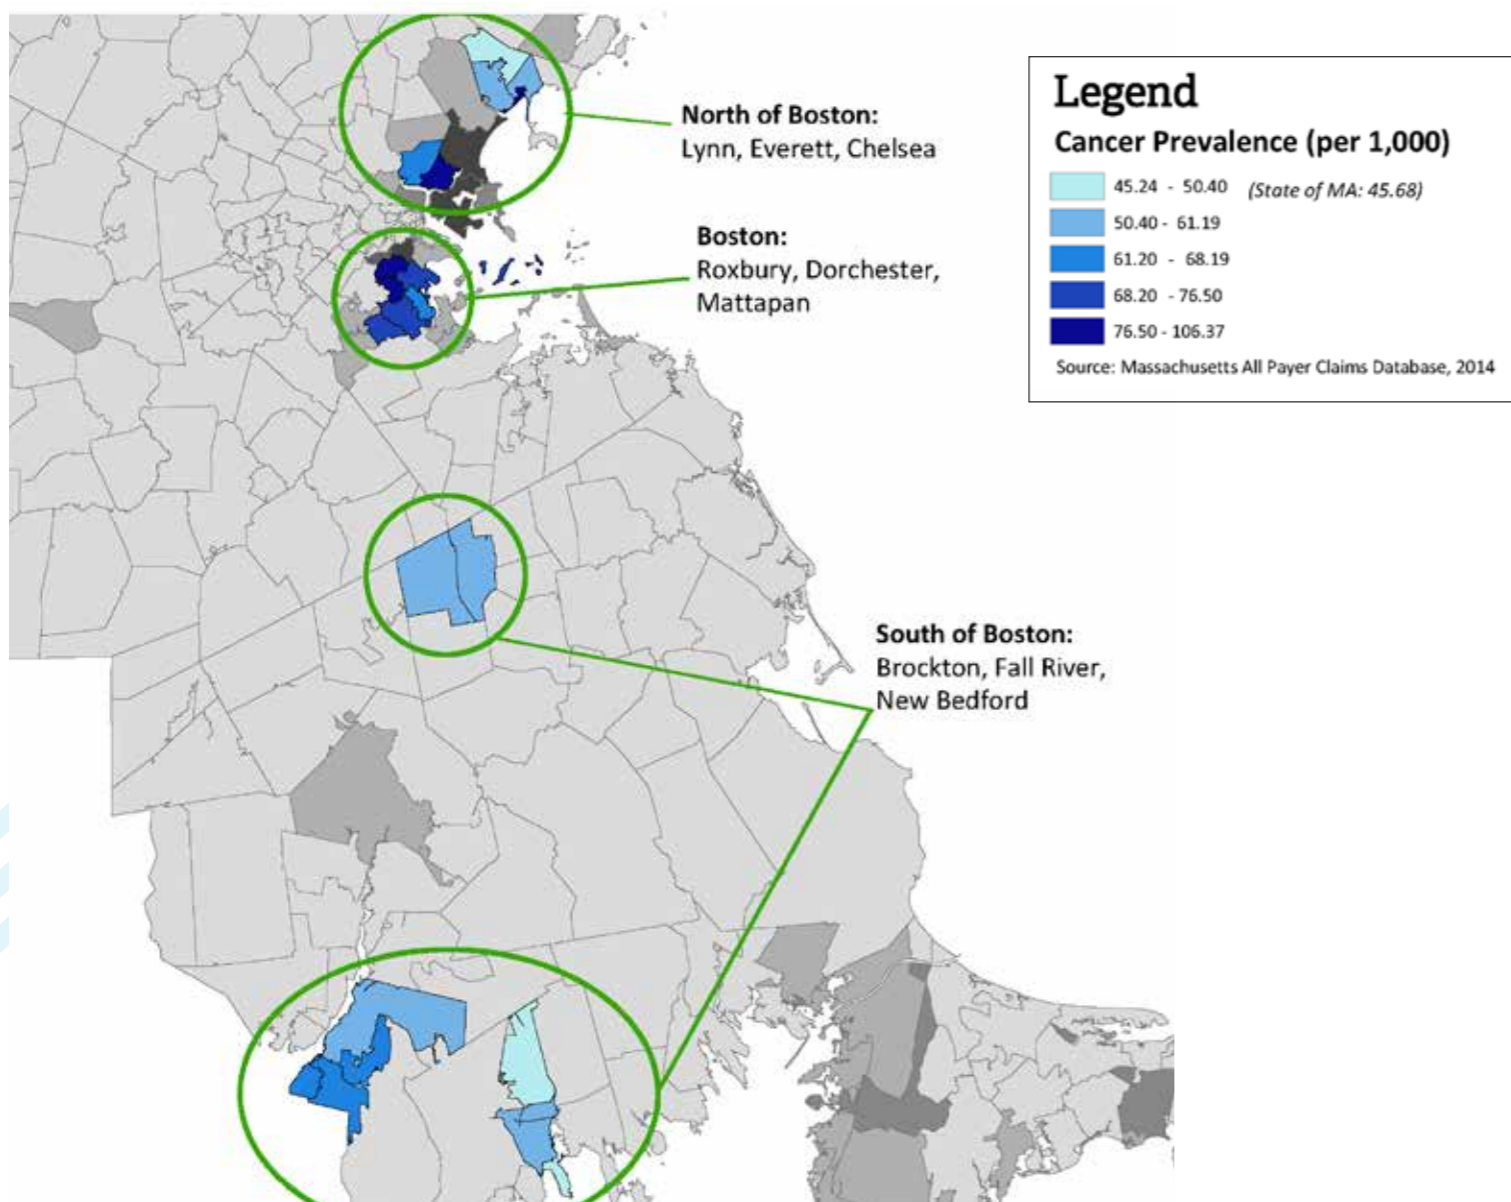 North of Boston:
Lynn, Everett, Chelsea
Boston:
Roxbury, Dorchester,
Mattapan
South of Boston:
Brockton, Fall River,
New Bedford
Legend
Cancer Prevalence (per 1,000)
45.24 - 50.40 (State of MA: 45.68)
50.40 - 61.19
61.20 - 68.19
68.20 - 76.50
76.50 - 106.37
Source: Massachusetts All Payer Claims Database, 2014